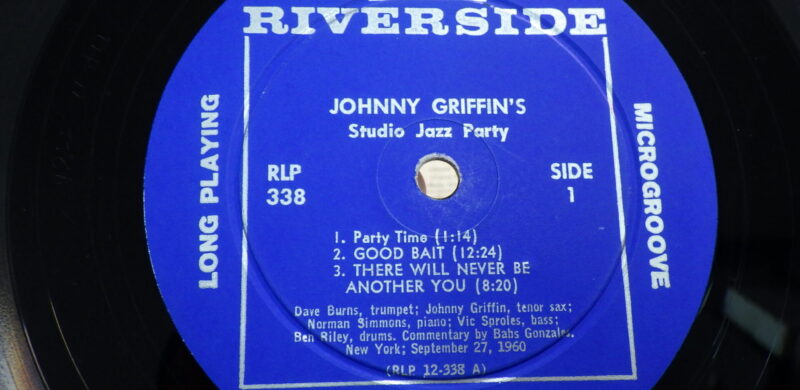 RIVERSIDE
JOHNNY GRIFFIN'S
Studio Jazz Party
LONG PLAYING
MICROGROOVE
RLP
338
SIDE
1
1. Party Time (1:14)
2. GOOD BAIT (12:24)
3. THERE WILL NEVER BE
ANOTHER YOU (8:20)
Dave Burns, trumpet; Johnny Griffin, tenor sax;
Norman Simmons, piano; Vic Sproles, bass;
Ben Riley, drums. Commentary by Babs Gonzales.
New York; September 27, 1960
(RLP 12-338 A)